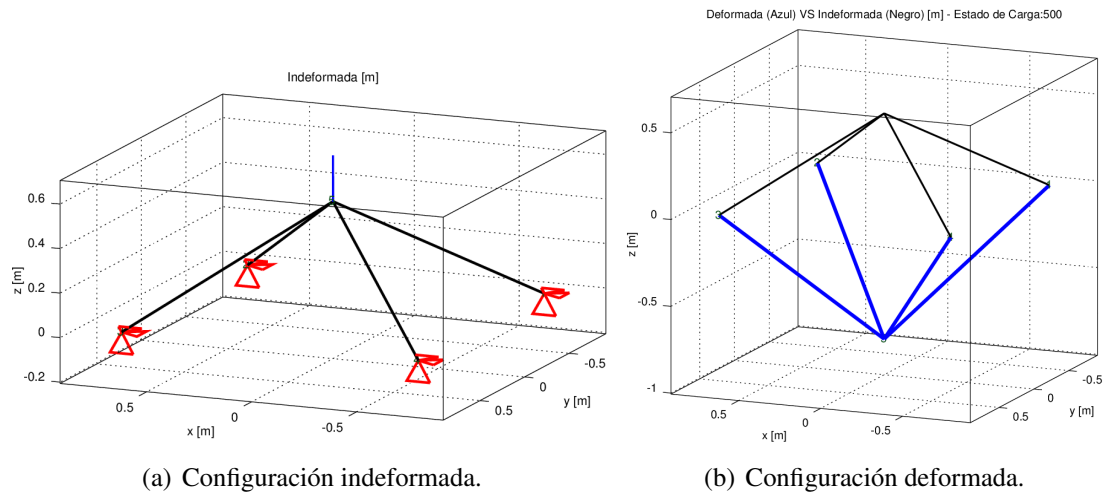 Indeformada [m]
0.6
0.4
0.2
0
-0.2
z [m]
0.5
0
-0.5
x [m]
0.5
0
-0.5
y [m]
(a) Configuración indeformada.
Deformada (Azul) VS Indeformada (Negro) [m] - Estado de Carga:500
0.5
0
-0.5
-1
z [m]
3
0.5
0
-0.5
x [m]
0.5
0
-0.5
y [m]
(b) Configuración deformada.